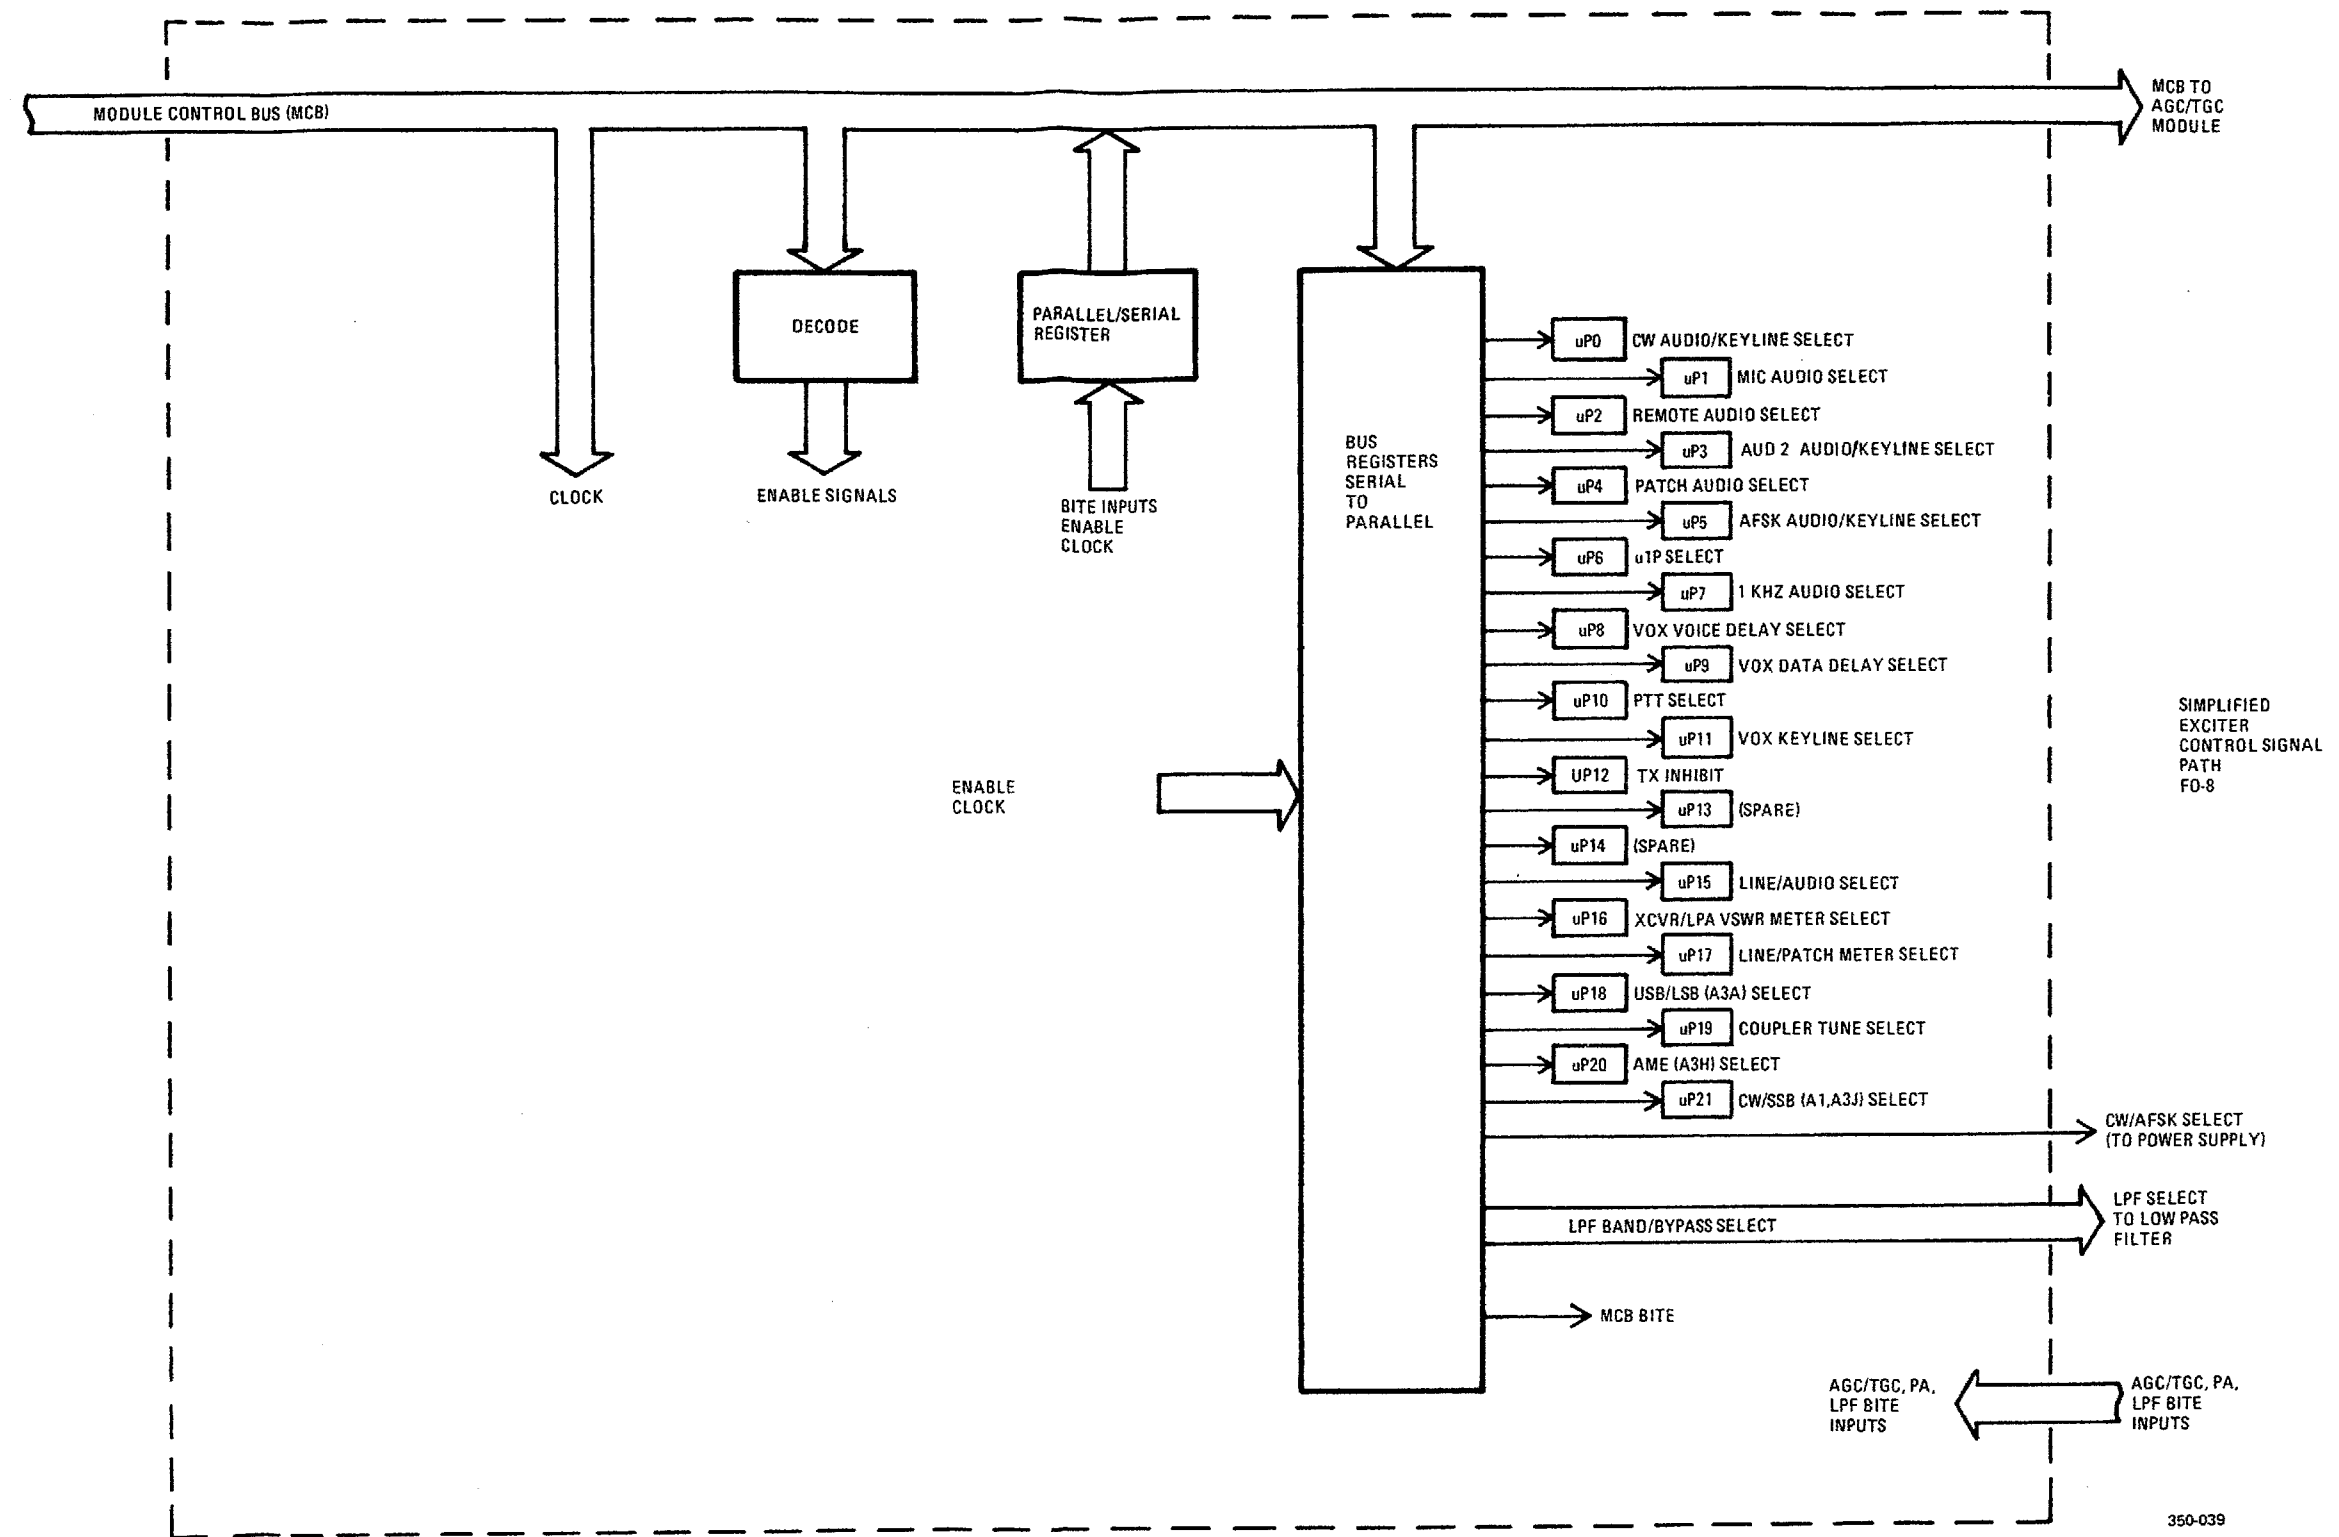 MODULE CONTROL BUS (MCB)
MCB TO
AGC/TGC
MODULE
DECODE
PARALLEL/SERIAL
REGISTER
CLOCK
ENABLE SIGNALS
BITE INPUTS
ENABLE
CLOCK
BUS
REGISTERS
SERIAL
TO
PARALLEL
uP0 CW AUDIO/KEYLINE SELECT
uP1 MIC AUDIO SELECT
uP2 REMOTE AUDIO SELECT
uP3 AUD 2 AUDIO/KEYLINE SELECT
uP4 PATCH AUDIO SELECT
uP5 AFSK AUDIO/KEYLINE SELECT
uP6 u1P SELECT
uP7 1 KHZ AUDIO SELECT
uP8 VOX VOICE DELAY SELECT
uP9 VOX DATA DELAY SELECT
uP10 PTT SELECT
uP11 VOX KEYLINE SELECT
UP12 TX INHIBIT
uP13 (SPARE)
uP14 (SPARE)
uP15 LINE/AUDIO SELECT
uP16 XCVR/LPA VSWR METER SELECT
uP17 LINE/PATCH METER SELECT
uP18 USB/LSB (A3A) SELECT
uP19 COUPLER TUNE SELECT
uP20 AME (A3H) SELECT
uP21 CW/SSB (A1,A3J) SELECT
ENABLE
CLOCK
SIMPLIFIED
EXCITER
CONTROL SIGNAL
PATH
FO-8
CW/AFSK SELECT
(TO POWER SUPPLY)
LPF BAND/BYPASS SELECT
LPF SELECT
TO LOW PASS
FILTER
MCB BITE
AGC/TGC, PA,
LPF BITE
INPUTS
AGC/TGC, PA,
LPF BITE
INPUTS
350-039